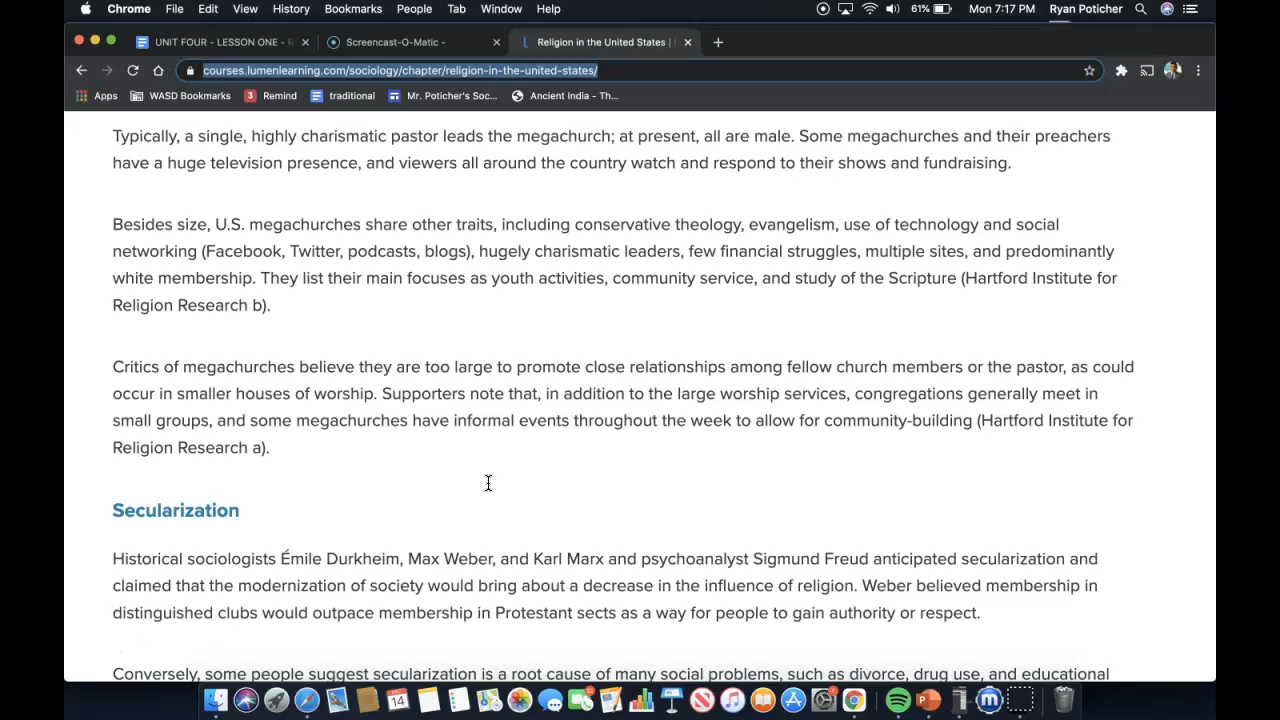 Chrome File Edit View History Bookmarks People Tab Window Help 61% Mon 7:17 PM Ryan Poticher
UNIT FOUR - LESSON ONE - Screencast-O-Matic - Religion in the United States |
courses.lumenlearning.com/sociology/chapter/religion-in-the-united-states/
Apps WASD Bookmarks 3 Remind traditional Mr. Poticher's Soc... Ancient India - Th...
Typically, a single, highly charismatic pastor leads the megachurch; at present, all are male. Some megachurches and their preachers
have a huge television presence, and viewers all around the country watch and respond to their shows and fundraising.
Besides size, U.S. megachurches share other traits, including conservative theology, evangelism, use of technology and social
networking (Facebook, Twitter, podcasts, blogs), hugely charismatic leaders, few financial struggles, multiple sites, and predominantly
white membership. They list their main focuses as youth activities, community service, and study of the Scripture (Hartford Institute for
Religion Research b).
Critics of megachurches believe they are too large to promote close relationships among fellow church members or the pastor, as could
occur in smaller houses of worship. Supporters note that, in addition to the large worship services, congregations generally meet in
small groups, and some megachurches have informal events throughout the week to allow for community-building (Hartford Institute for
Religion Research a).
Secularization
Historical sociologists Émile Durkheim, Max Weber, and Karl Marx and psychoanalyst Sigmund Freud anticipated secularization and
claimed that the modernization of society would bring about a decrease in the influence of religion. Weber believed membership in
distinguished clubs would outpace membership in Protestant sects as a way for people to gain authority or respect.
Conversely, some people suggest secularization is a root cause of many social problems, such as divorce, drug use, and educational
14